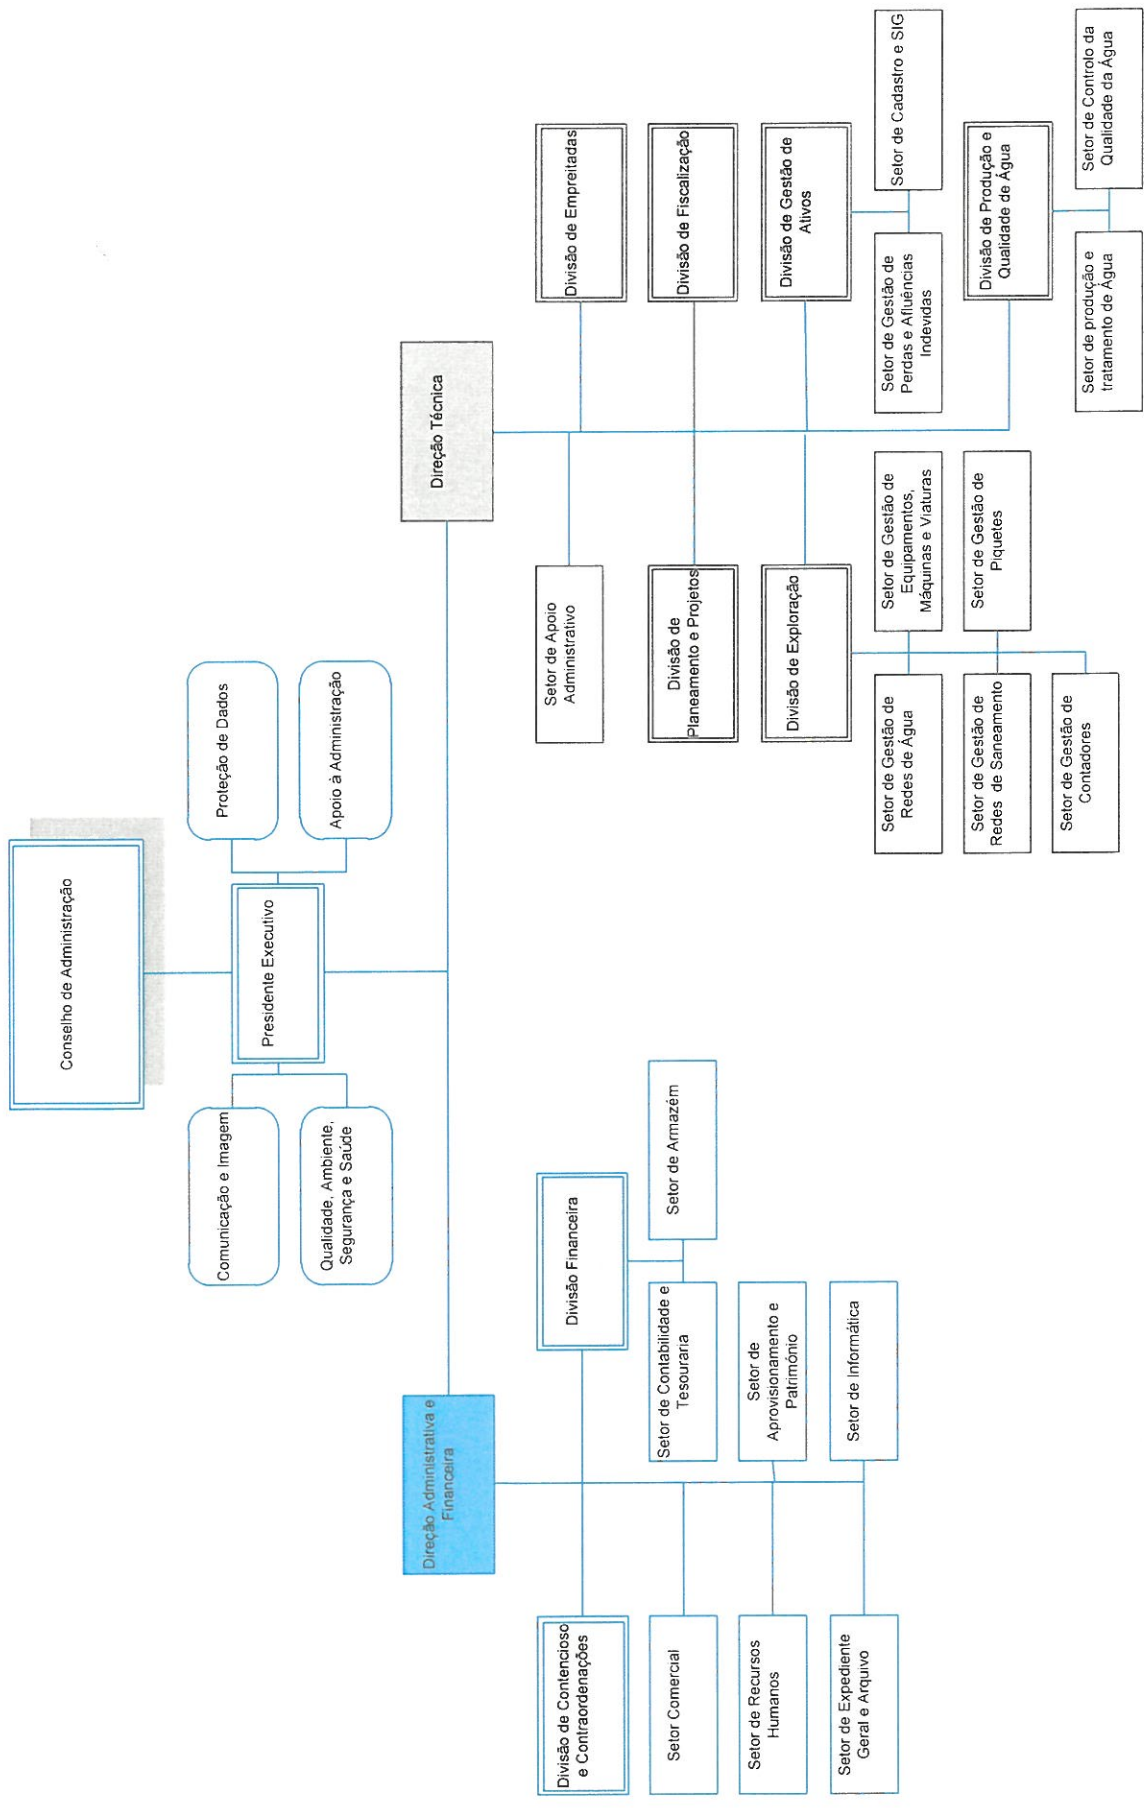 Conselho de Administração
Comunicação e Imagem
Proteção de Dados
Presidente Executivo
Qualidade, Ambiente,
Segurança e Saúde
Apoio à Administração
Direção Administrativa e
Financeira
Direção Técnica
Divisão de Contencioso
e Contraordenações
Divisão Financeira
Setor Comercial
Setor de Contabilidade e
Tesouraria
Setor de Armazém
Setor de Recursos
Humanos
Setor de
Aprovisionamento e
Património
Setor de Expediente
Geral e Arquivo
Setor de Informática
Setor de Apoio
Administrativo
Divisão de Empreitadas
Divisão de
Planeamento e Projetos
Divisão de Fiscalização
Divisão de Exploração
Divisão de Gestão de
Ativos
Setor de Gestão de
Redes de Água
Setor de Gestão de
Equipamentos,
Máquinas e Viaturas
Setor de Gestão de
Perdas e Afluências
Indevidas
Setor de Cadastro e SIG
Setor de Gestão de
Redes de Saneamento
Setor de Gestão de
Piquetes
Divisão de Produção e
Qualidade de Água
Setor de Gestão de
Contadores
Setor de produção e
tratamento de Água
Setor de Controlo da
Qualidade da Água